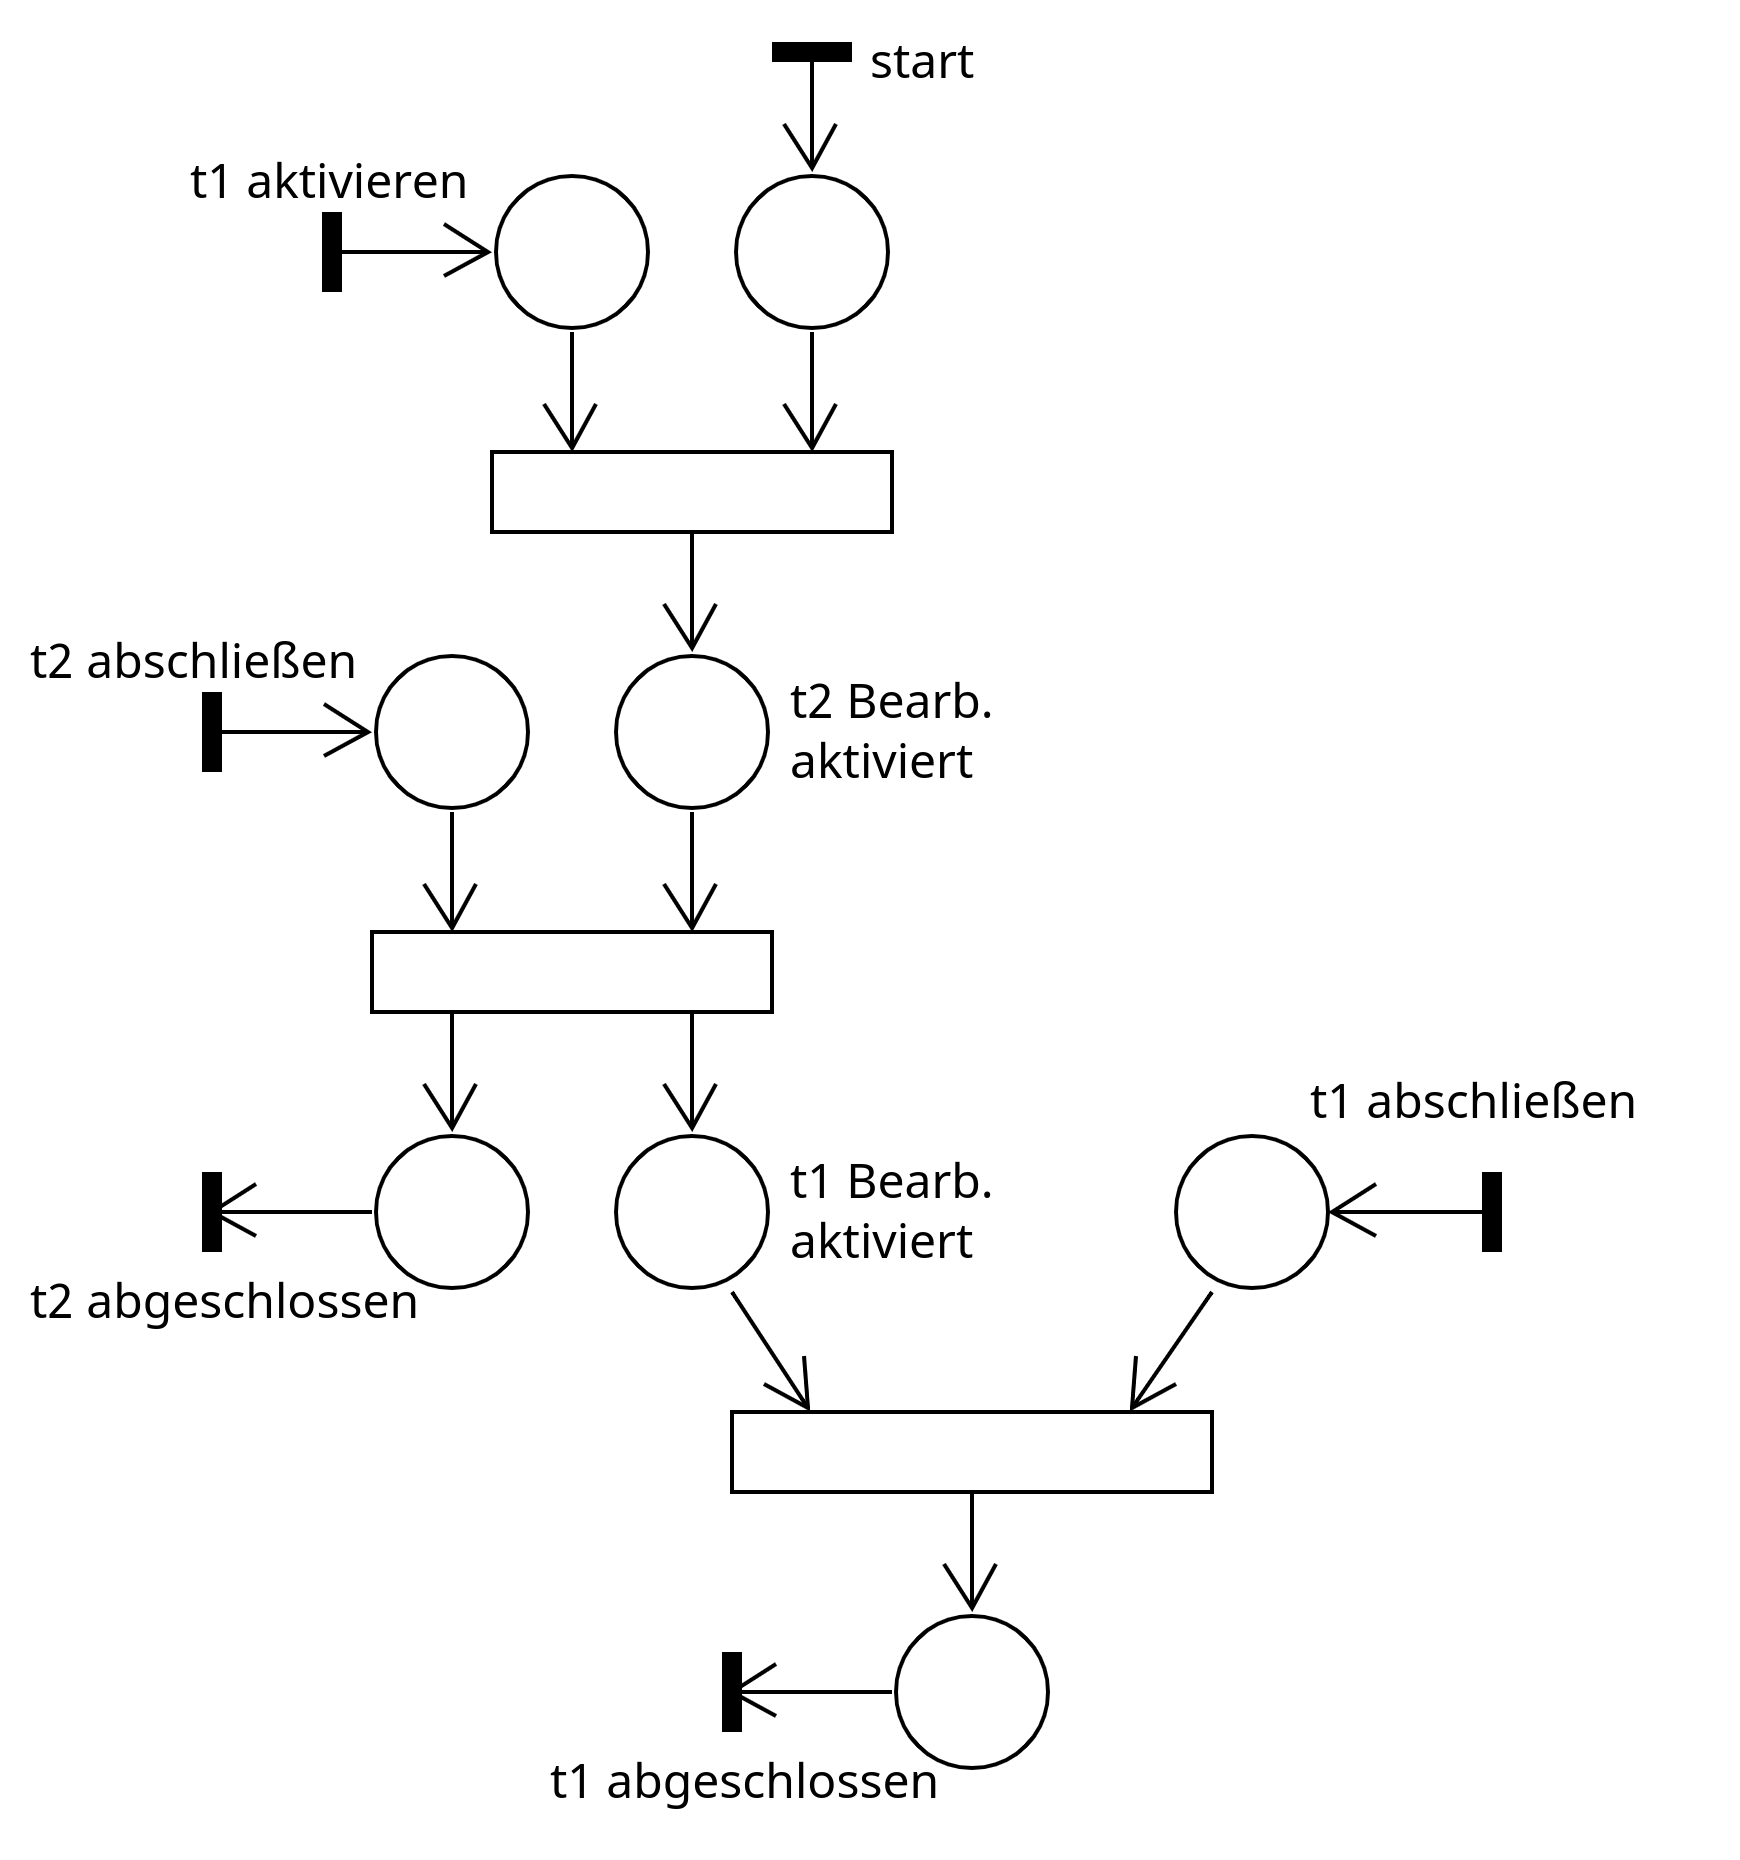 start
t1 aktivieren
t2 abschließen
t2 Bearb.
aktiviert
t1 abschließen
t1 Bearb.
aktiviert
t2 abgeschlossen
t1 abgeschlossen